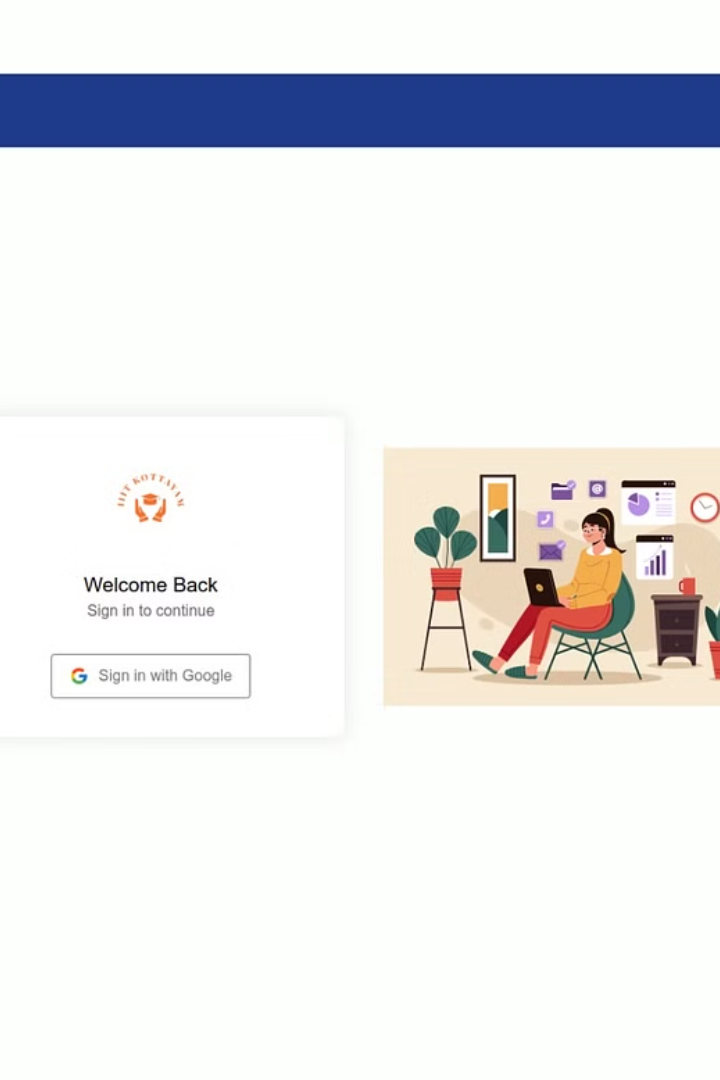 IIIT KOTTAYAM
Welcome Back
Sign in to continue
Sign in with Google